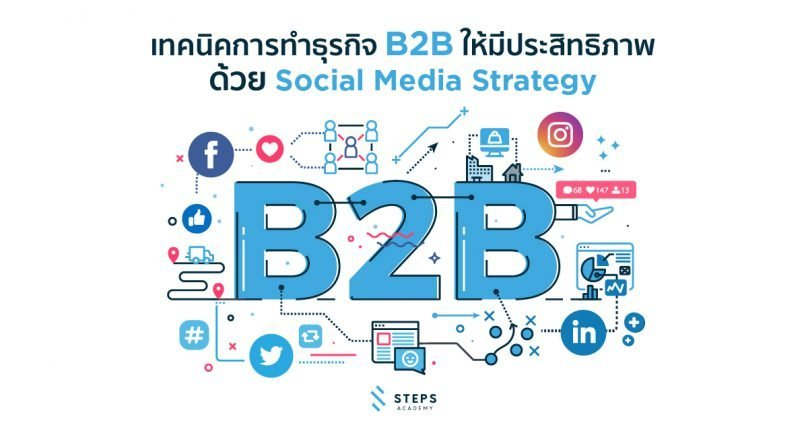 เทคนิคการทำธุรกิจ B2B ให้มีประสิทธิภาพ
ด้วย Social Media Strategy
f
68 147 13
B2B
#
in
STEPS
ACADEMY